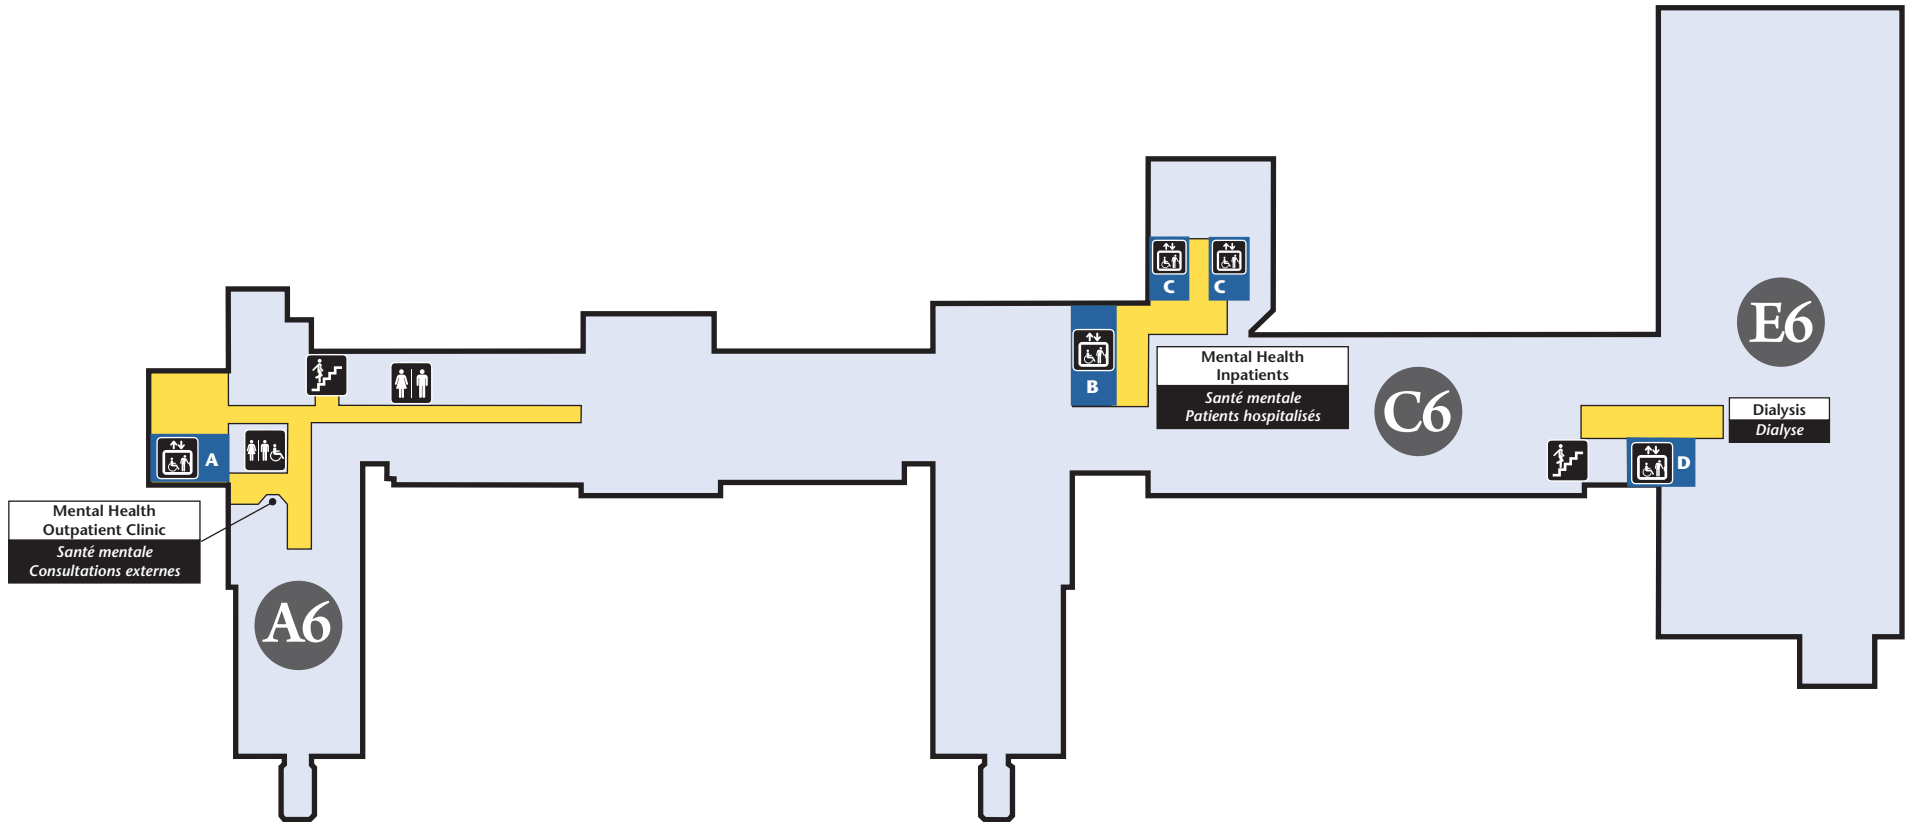 C
C
E6
B
Mental Health
Inpatients
Santé mentale
Patients hospitalisés
C6
Dialysis
Dialyse
A
D
Mental Health
Outpatient Clinic
Santé mentale
Consultations externes
A6